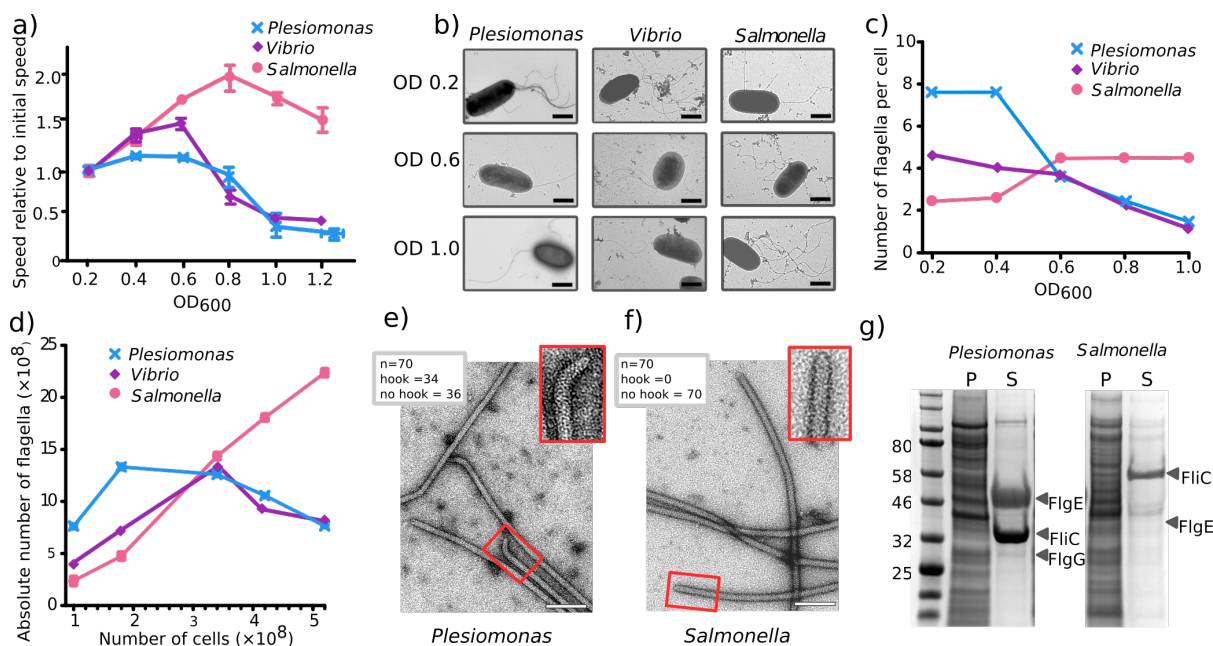 a)
Plesiomonas
Vibrio
Salmonella
Speed relative to initial speed
2.0
1.5
1.0
0.5
0
0.2 0.4 0.6 0.8 1.0 1.2
OD600
b)
Plesiomonas Vibrio Salmonella
OD 0.2
OD 0.6
OD 1.0
c)
Plesiomonas
Vibrio
Salmonella
Number of flagella per cell
10
8
6
4
2
0
0.2 0.4 0.6 0.8 1.0
OD600
d)
Plesiomonas
Vibrio
Salmonella
Absolute number of flagella (×10⁸)
25
20
15
10
5
0
1 2 3 4 5
Number of cells (×10⁸)
e)
n=70
hook =34
no hook = 36
Plesiomonas
f)
n=70
hook =0
no hook = 70
Salmonella
g)
Plesiomonas Salmonella
P S P S
80
58
46
32
25
FlgE
FliC
FlgG
FliC
FlgE